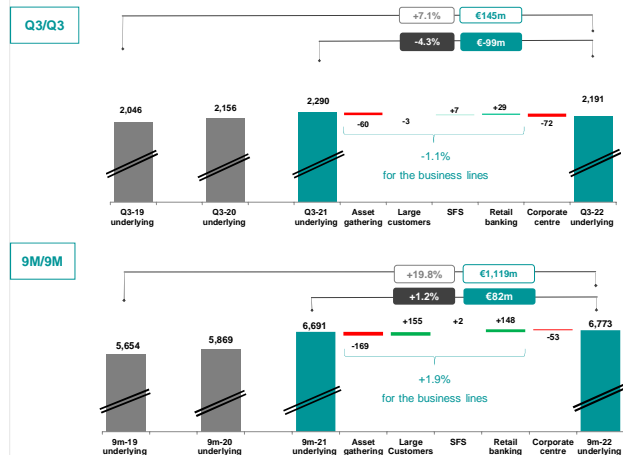 Q3/Q3
+7.1% €145m
-4.3% €-99m
2,046 2,156 2,290 -60 -3 +7 +29 -72 2,191
-1.1%
for the business lines
Q3-19 underlying
Q3-20 underlying
Q3-21 underlying
Asset gathering
Large customers
SFS
Retail banking
Corporate centre
Q3-22 underlying
9M/9M
+19.8% €1,119m
+1.2% €82m
5,654 5,869 6,691 -169 +155 +2 +148 -53 6,773
+1.9%
for the business lines
9m-19 underlying
9m-20 underlying
9m-21 underlying
Asset gathering
Large Customers
SFS
Retail banking
Corporate centre
9m-22 underlying